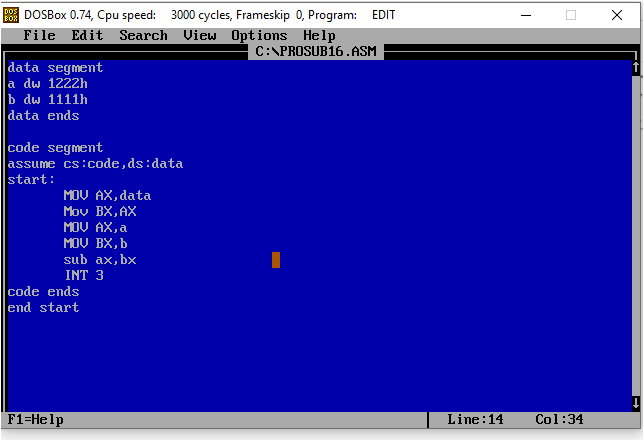 DOSBox 0.74, Cpu speed: 3000 cycles, Frameskip 0, Program: EDIT
File Edit Search View Options Help
C:\PROSUB16.ASM
data segment
a dw 1222h
b dw 1111h
data ends
code segment
assume cs:code,ds:data
start:
MOV AX,data
Mov BX,AX
MOV AX,a
MOV BX,b
sub ax,bx
INT 3
code ends
end start
F1=Help Line:14 Col:34